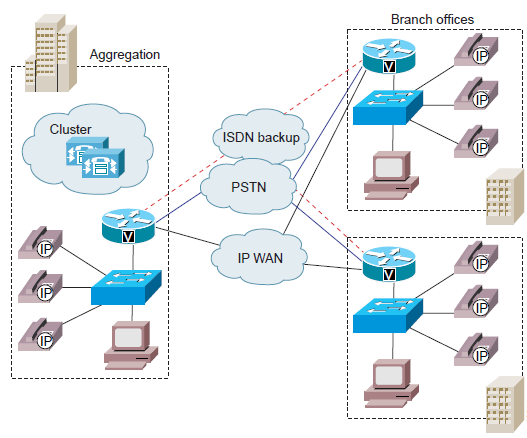 Branch offices
Aggregation
Cluster
ISDN backup
PSTN
IP WAN
V
IP
IP
IP
V
IP
IP
IP
V
IP
IP
IP